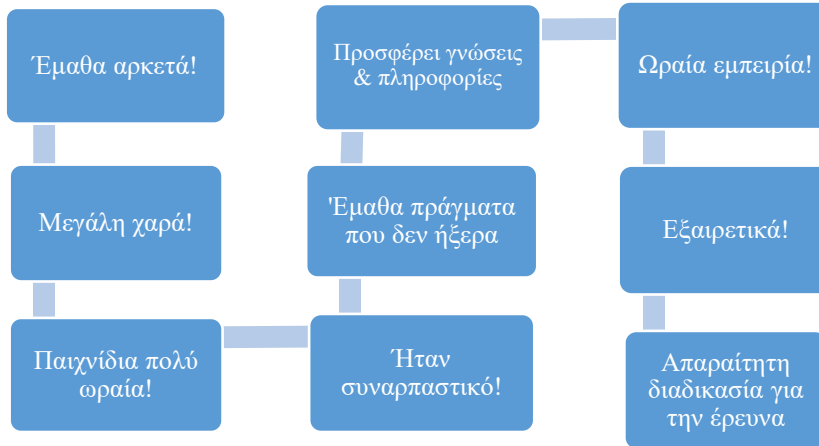 Έμαθα αρκετά!
Μεγάλη χαρά!
Παιχνίδια πολύ
ωραία!
Ήταν
συναρπαστικό!
'Εμαθα πράγματα
που δεν ήξερα
Προσφέρει γνώσεις
& πληροφορίες
Ωραία εμπειρία!
Εξαιρετικά!
Απαραίτητη
διαδικασία για
την έρευνα